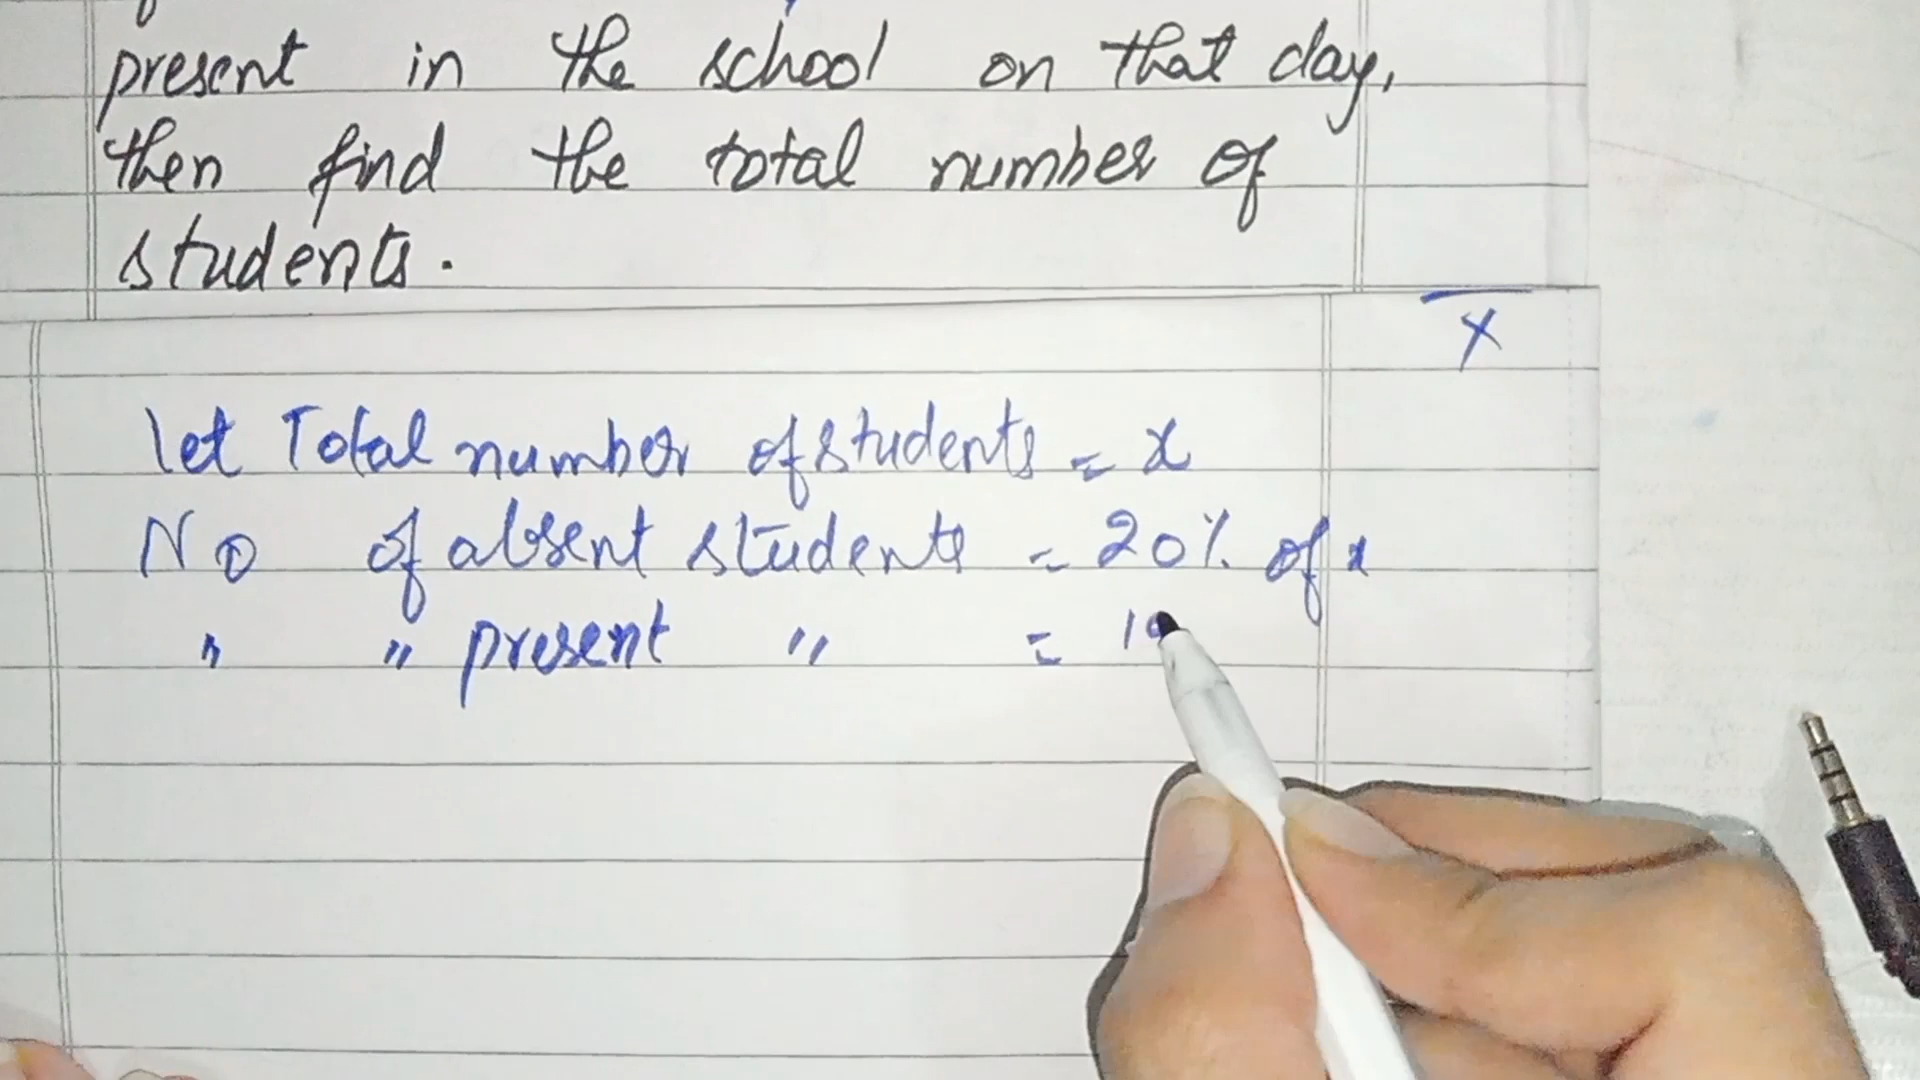 present in the school on that day,
then find the total number of
students.
x
let Total number of students = x
No of absent students = 20% of x
" " present " = 10